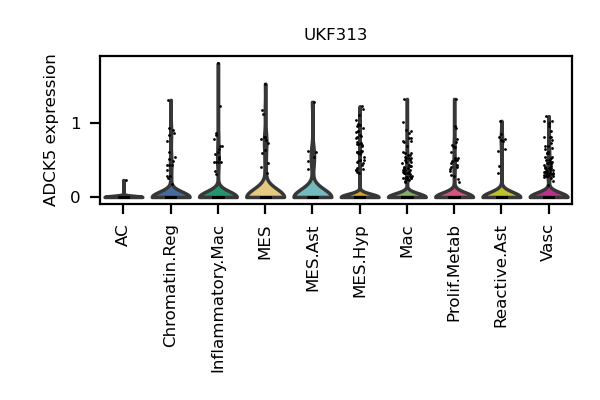 UKF313
ADCK5 expression
1
0
AC
Chromatin.Reg
Inflammatory.Mac
MES
MES.Ast
MES.Hyp
Mac
Prolif.Metab
Reactive.Ast
Vasc